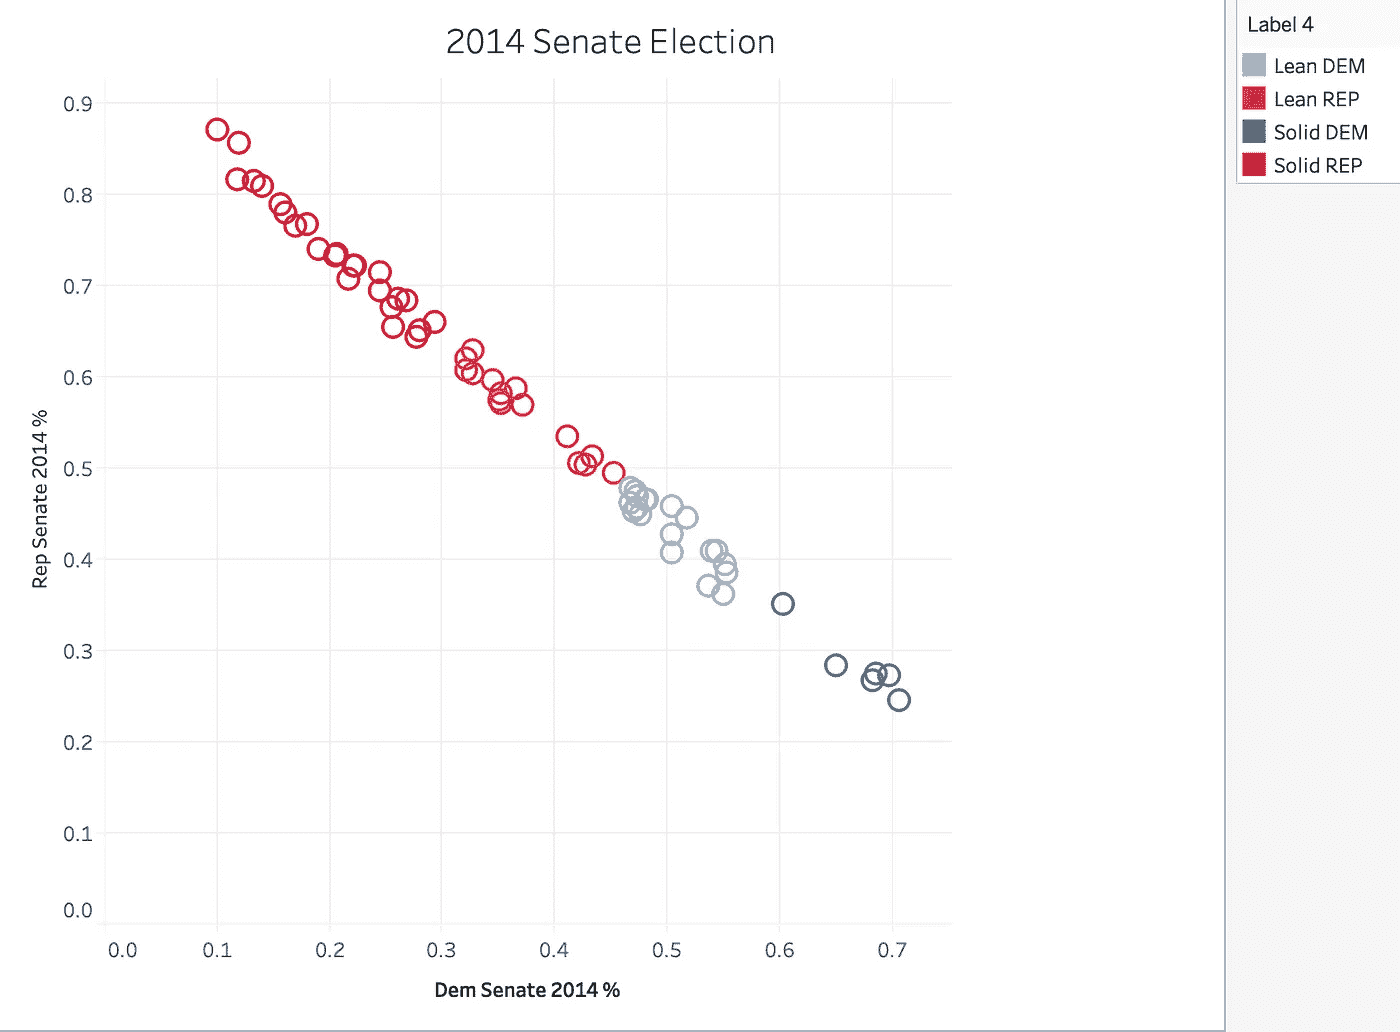 2014 Senate Election
Label 4
Lean DEM
Lean REP
Solid DEM
Solid REP
Rep Senate 2014 %
0.9
0.8
0.7
0.6
0.5
0.4
0.3
0.2
0.1
0.0
0.0 0.1 0.2 0.3 0.4 0.5 0.6 0.7
Dem Senate 2014 %